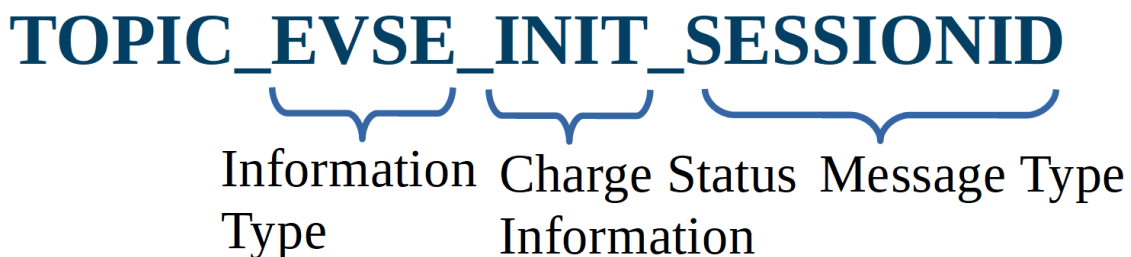 TOPIC_EVSE_INIT_SESSIONID
Information
Type
Charge Status
Information
Message Type